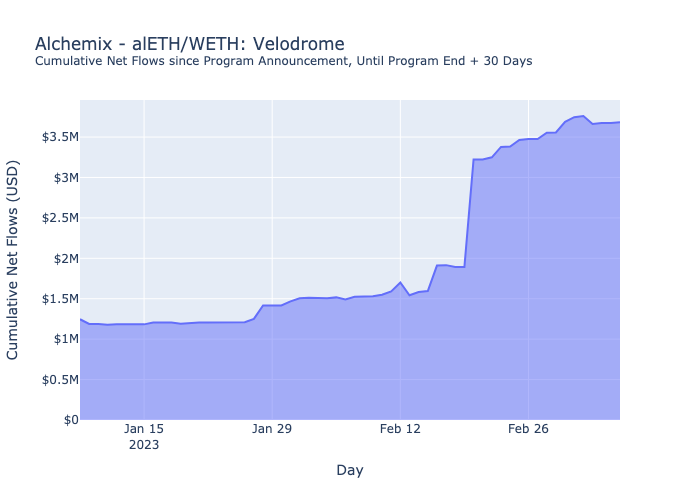 Alchemix - alETH/WETH: Velodrome
Cumulative Net Flows since Program Announcement, Until Program End + 30 Days
Cumulative Net Flows (USD)
$3.5M
$3M
$2.5M
$2M
$1.5M
$1M
$0.5M
$0
Jan 15
2023
Jan 29
Feb 12
Feb 26
Day